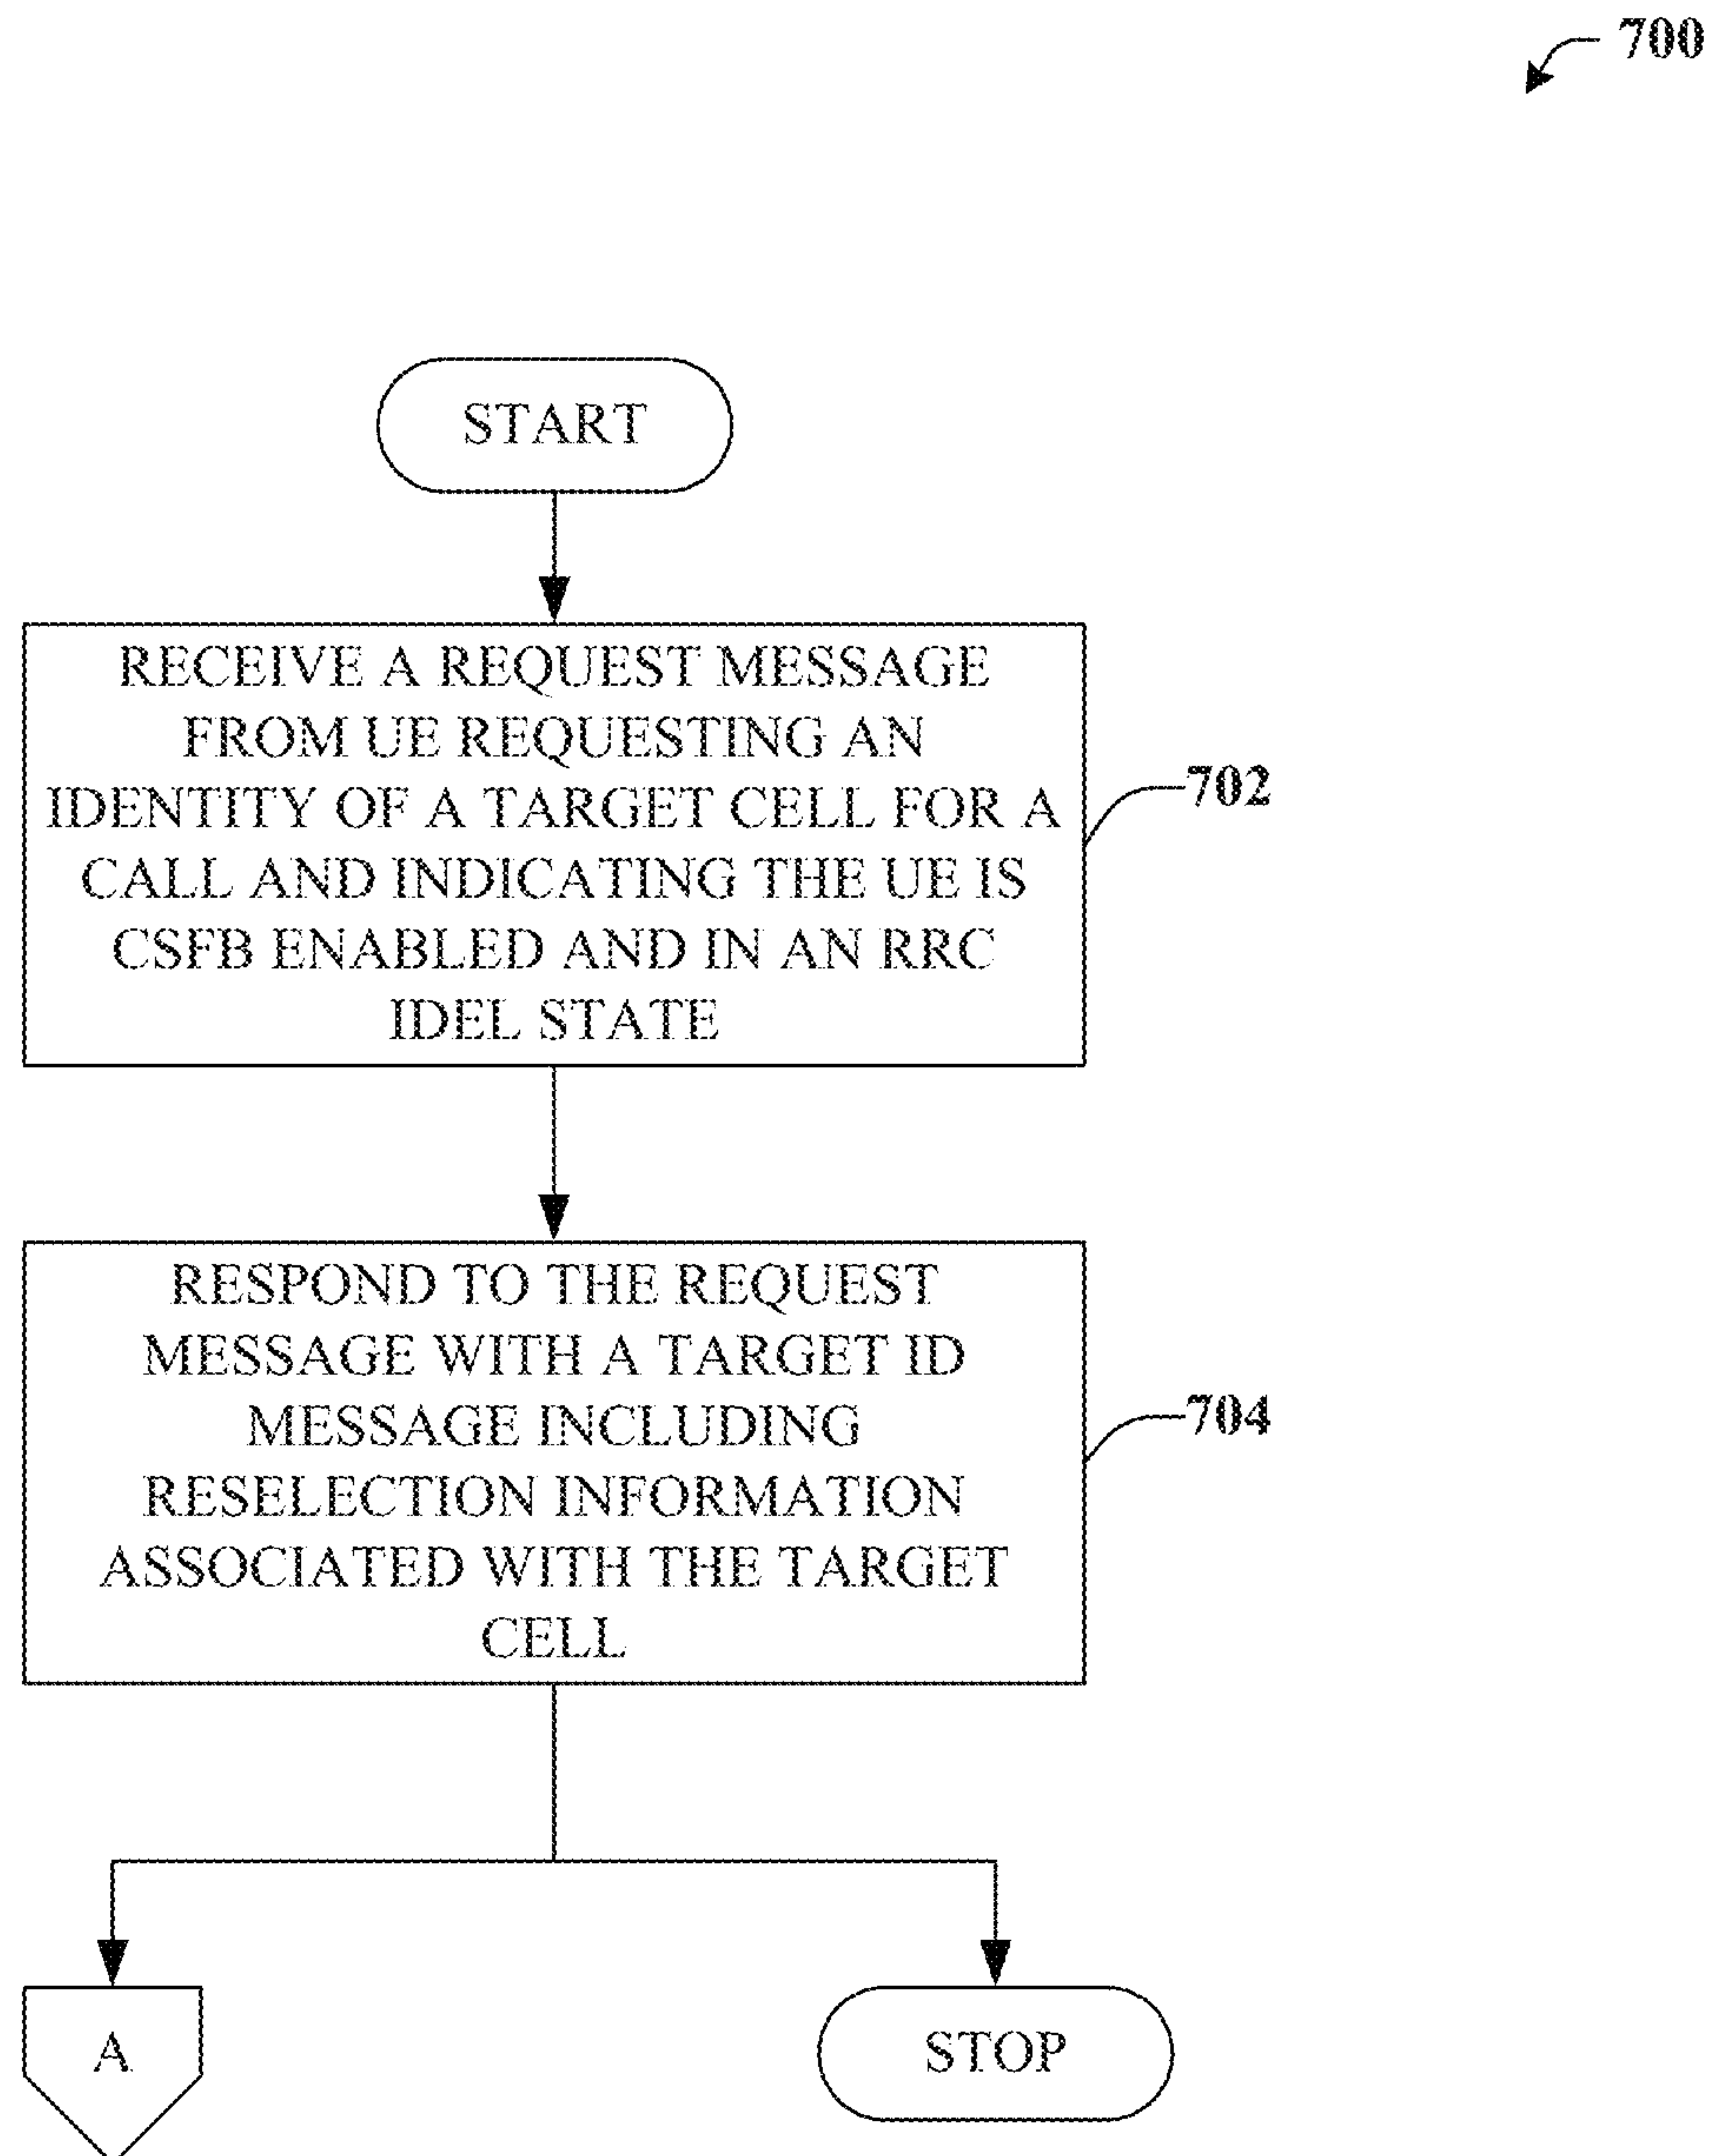 700
START
RECEIVE A REQUEST MESSAGE
FROM UE REQUESTING AN
IDENTITY OF A TARGET CELL FOR A
CALL AND INDICATING THE UE IS
CSFB ENABLED AND IN AN RRC
IDEL STATE
702
RESPOND TO THE REQUEST
MESSAGE WITH A TARGET ID
MESSAGE INCLUDING
RESELECTION INFORMATION
ASSOCIATED WITH THE TARGET
CELL
704
A
STOP